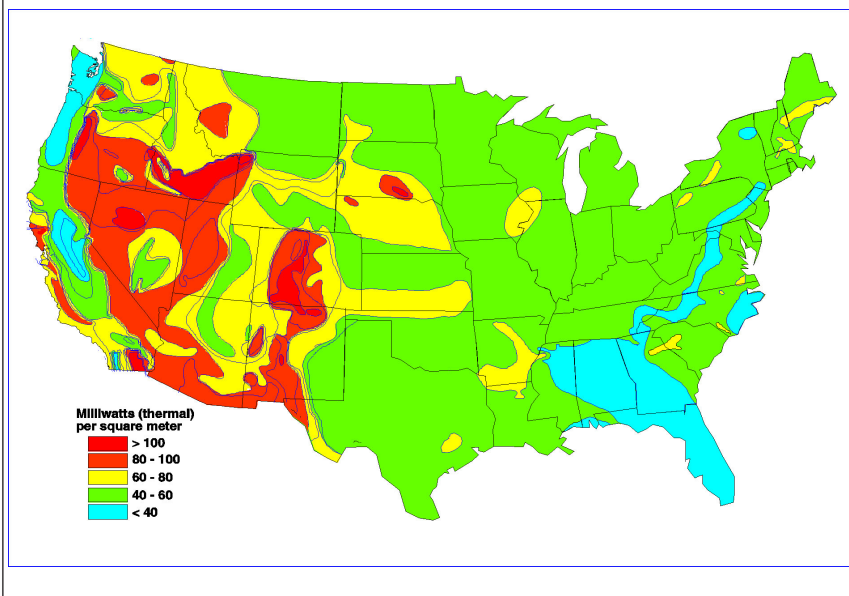 Milliwatts (thermal)
per square meter
> 100
80 - 100
60 - 80
40 - 60
< 40